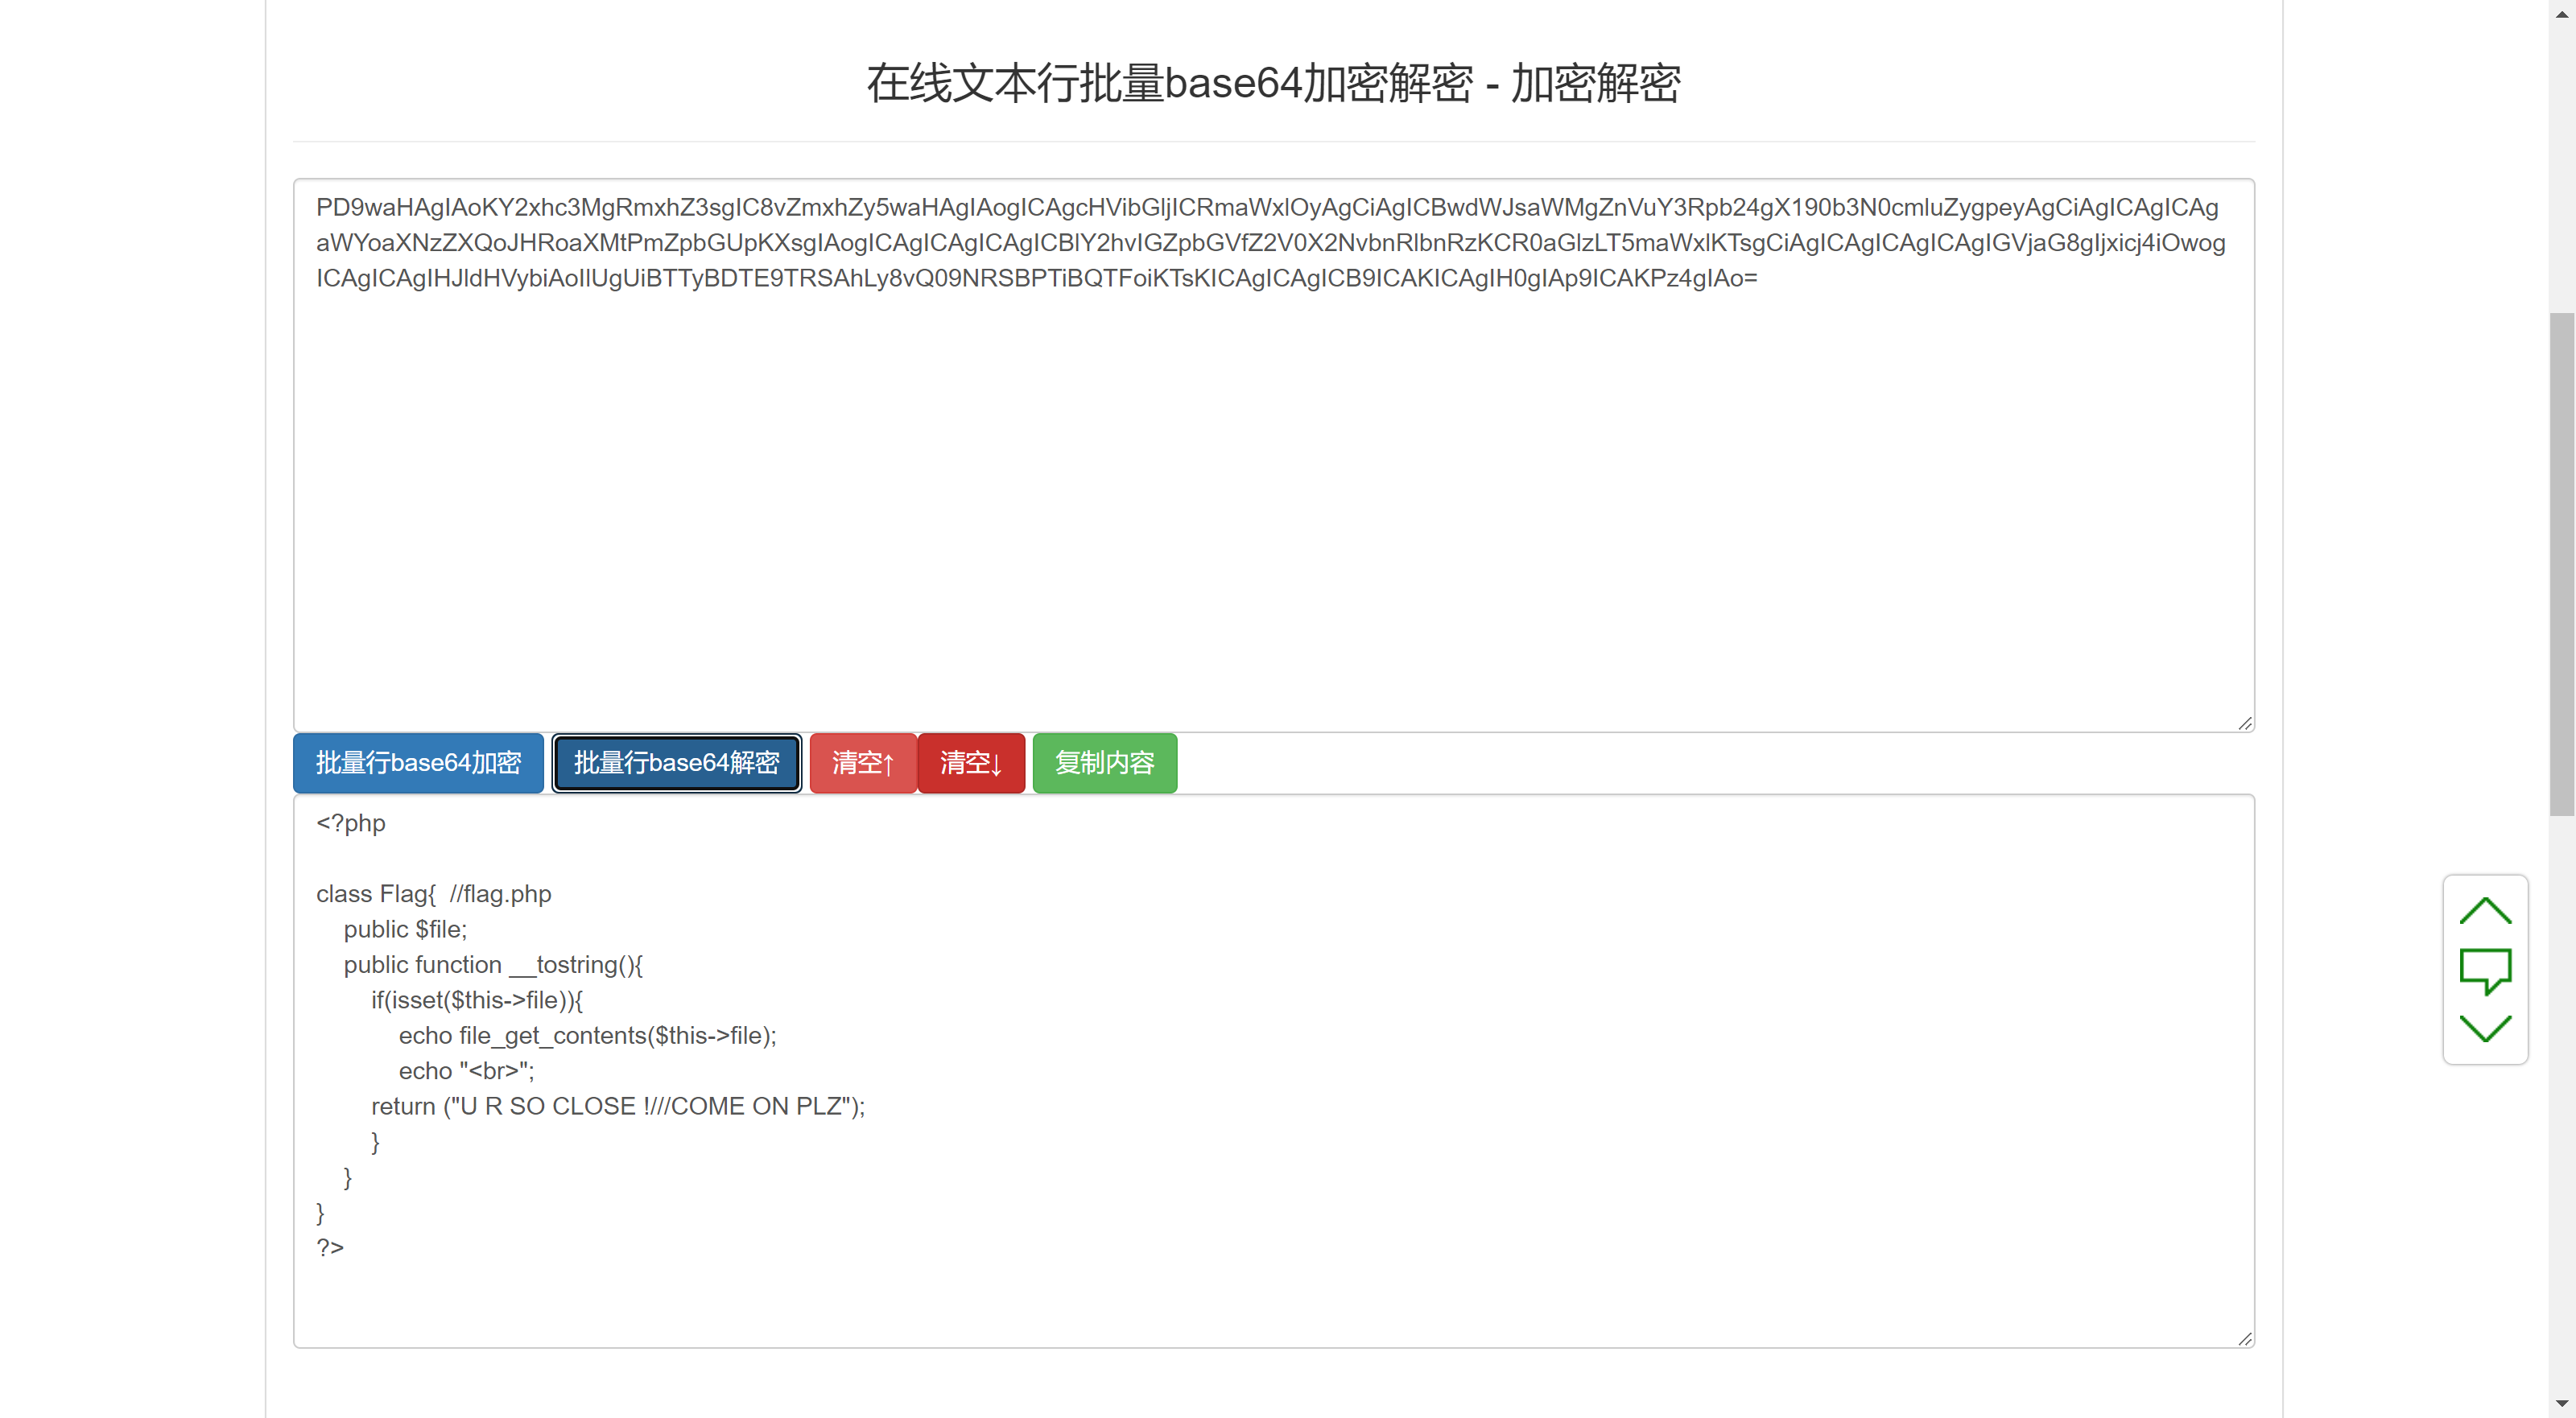 在线文本行批量base64加密解密 - 加密解密
PD9waHAgIAoKY2xhc3MgRmxhZ3sgIC8vZmxhZy5waHAgIAogICAgcHVibGljICRmaWxlOyAgCiAgICBwdWJsaWMgZnVuY3Rpb24gX190b3N0cmluZygpeyAgCiAgICAgICAg
aWYoaXNzZXQoJHRoaXMtPmZpbGUpKXsgIAogICAgICAgICAgICBlY2hvIGZpbGVfZ2V0X2NvbnRlbnRzKCR0aGlzLT5maWxlKTsgCiAgICAgICAgICAgIGVjaG8gIjxicj4iOwog
ICAgICAgIHJldHVybiAoIlUgUiBTTyBDTE9TRSAhLy8vQ09NRSBPTiBQTFoiKTsKICAgICAgICB9ICAKICAgIH0gIAp9ICAKPz4gIAo=
批量行base64加密 批量行base64解密 清空↑ 清空↓ 复制内容
<?php
class Flag{  //flag.php
    public $file;
    public function __tostring(){
        if(isset($this->file)){
            echo file_get_contents($this->file);
            echo "<br>";
        return ("U R SO CLOSE !///COME ON PLZ");
        }
    }
}
?>